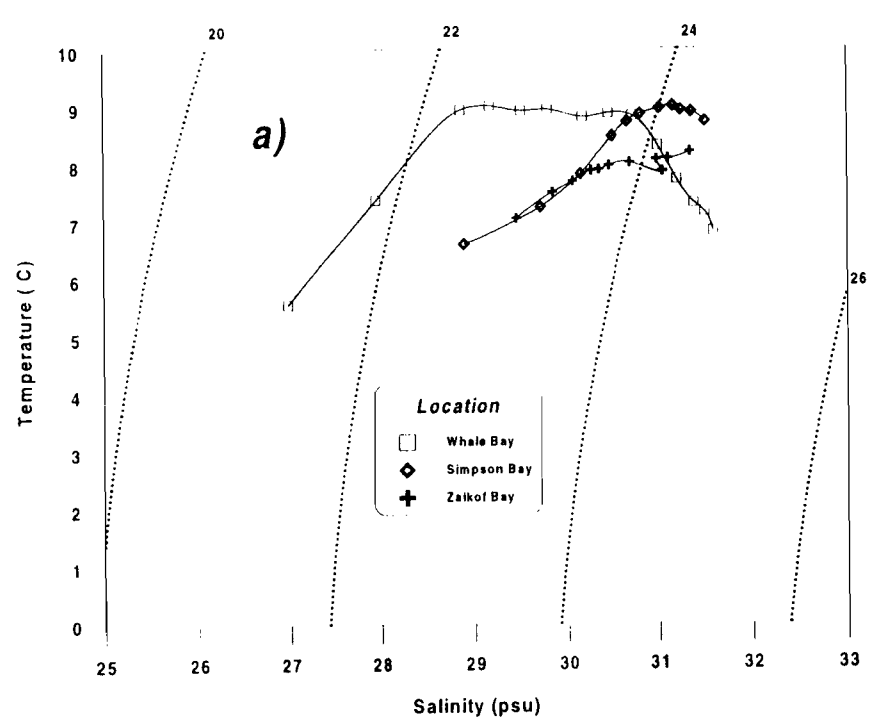 20
22
24
10
9
a)
8
7
6
26
5
4
3
2
1
0
Temperature ( C)
Location
Whale Bay
Simpson Bay
Zaikof Bay
25 26 27 28 29 30 31 32 33
Salinity (psu)